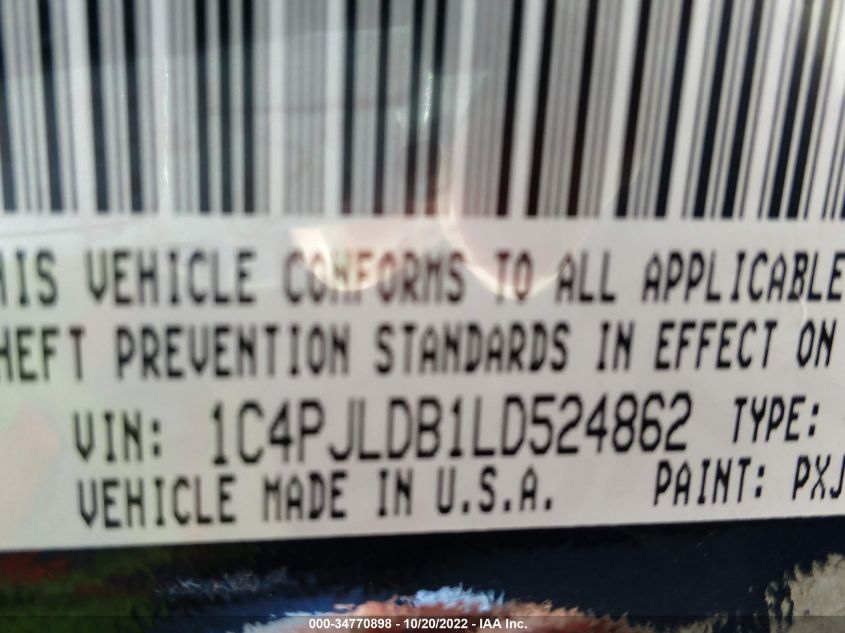 HIS VEHICLE CONFORMS TO ALL APPLICABLE
HEFT PREVENTION STANDARDS IN EFFECT ON
VIN: 1C4PJLDB1LD524862 TYPE:
VEHICLE MADE IN U.S.A. PAINT: PXJ
000-34770898 - 10/20/2022 - IAA Inc.